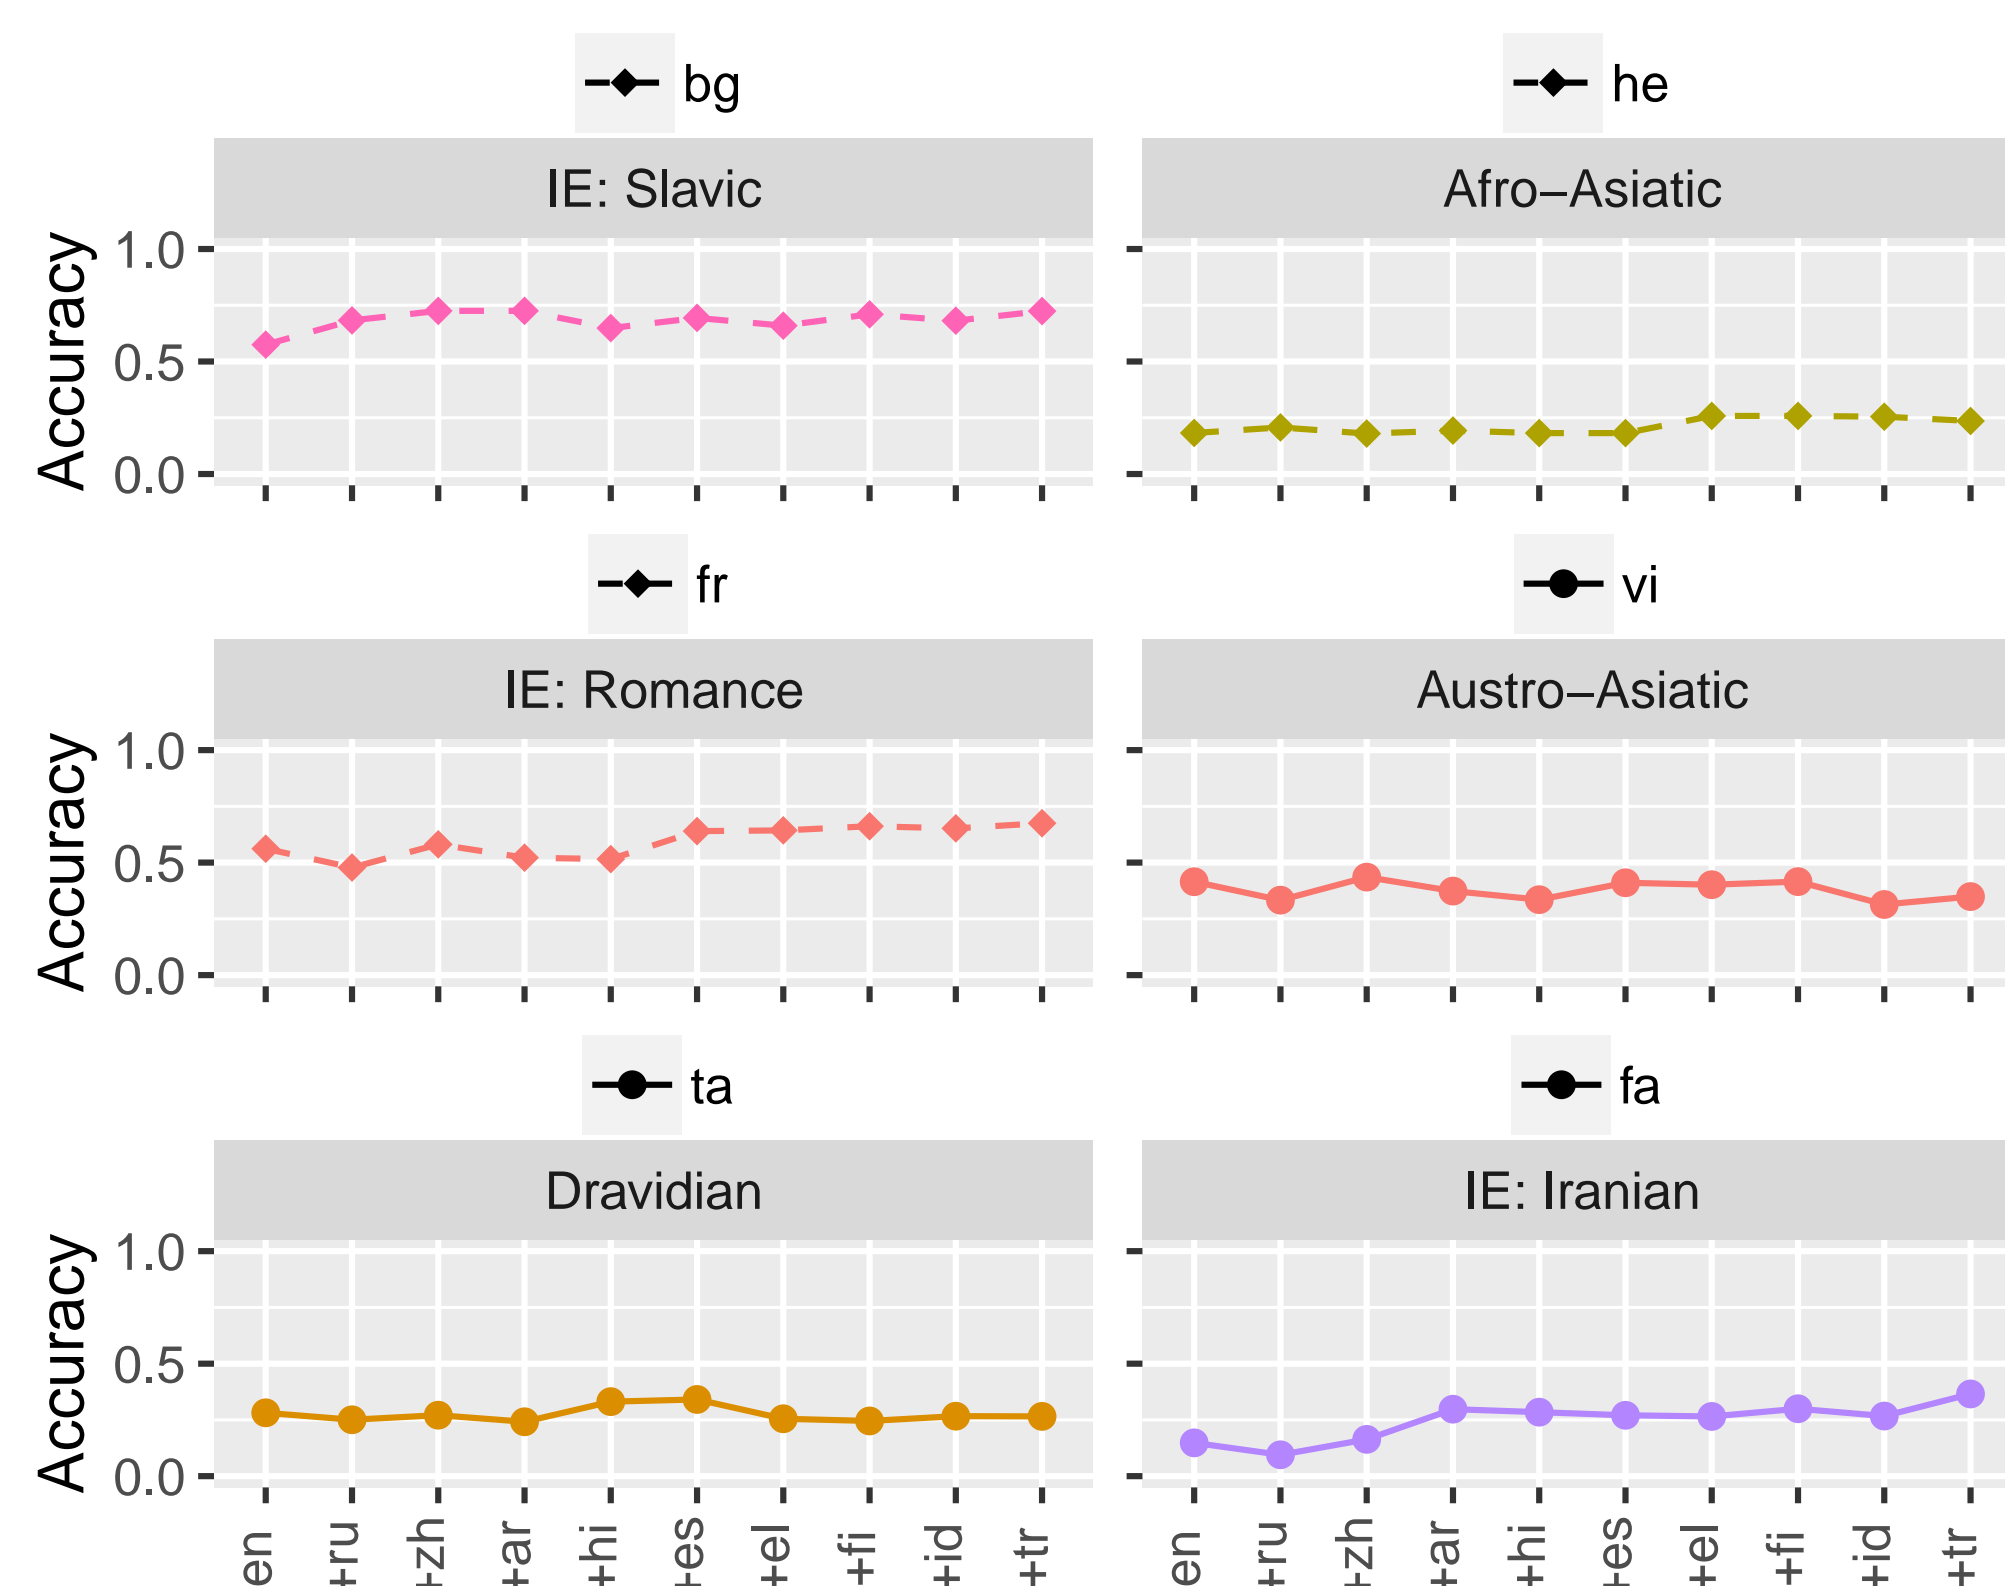 bg
he
IE: Slavic
Afro−Asiatic
Accuracy
1.0
0.5
0.0
fr
vi
IE: Romance
Austro−Asiatic
Accuracy
1.0
0.5
0.0
ta
fa
Dravidian
IE: Iranian
Accuracy
1.0
0.5
0.0
en +ru +zh +ar +hi +es +el +fi +id +tr
en +ru +zh +ar +hi +es +el +fi +id +tr